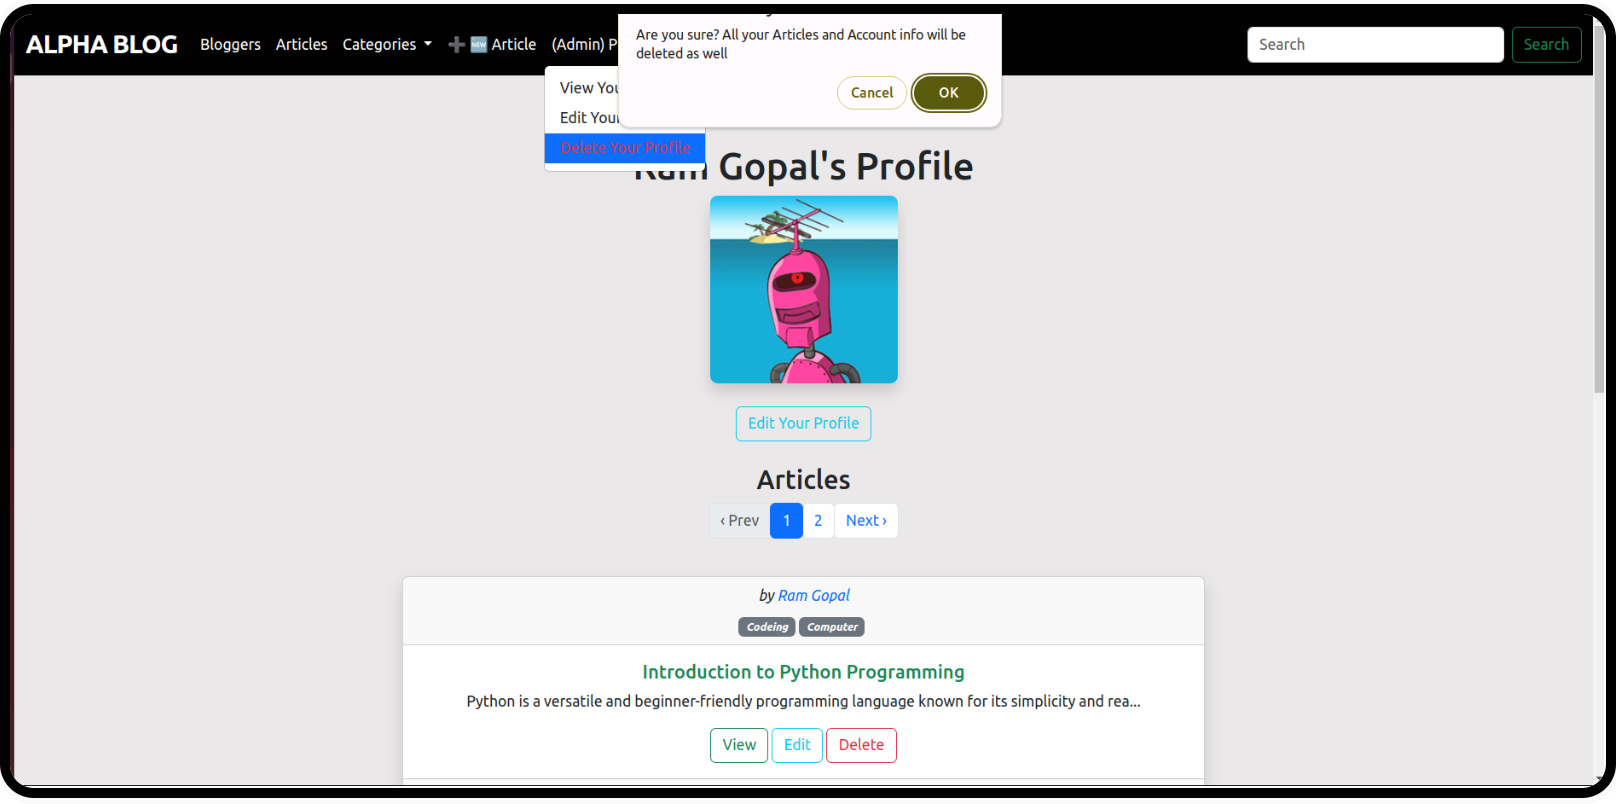 ALPHA BLOG Bloggers Articles Categories ➕ 🆕 Article (Admin) P Search Search
Are you sure? All your Articles and Account info will be
deleted as well
Cancel OK
View You
Edit Your
Delete Your Profile
Ram Gopal's Profile
Edit Your Profile
Articles
‹ Prev 1 2 Next ›
by Ram Gopal
Codeing Computer
Introduction to Python Programming
Python is a versatile and beginner-friendly programming language known for its simplicity and rea...
View Edit Delete